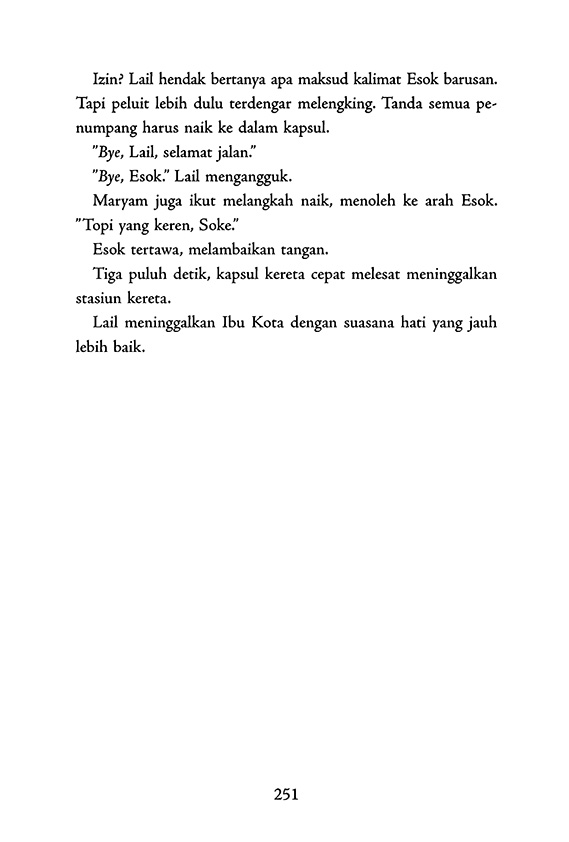 Izin? Lail hendak bertanya apa maksud kalimat Esok barusan.
Tapi peluit lebih dulu terdengar melengking. Tanda semua pe-
numpang harus naik ke dalam kapsul.
"Bye, Lail, selamat jalan."
"Bye, Esok." Lail mengangguk.
Maryam juga ikut melangkah naik, menoleh ke arah Esok.
"Topi yang keren, Soke."
Esok tertawa, melambaikan tangan.
Tiga puluh detik, kapsul kereta cepat melesat meninggalkan
stasiun kereta.
Lail meninggalkan Ibu Kota dengan suasana hati yang jauh
lebih baik.
251